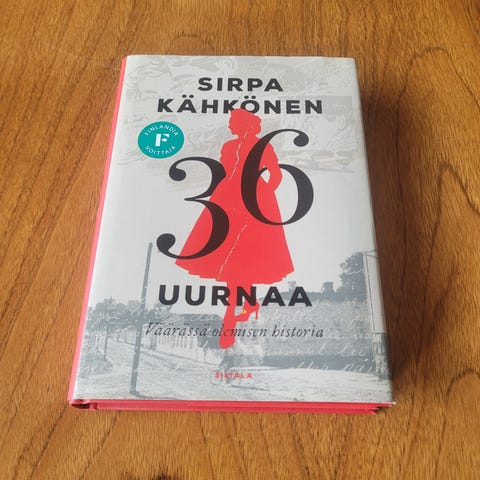 SIRPA
KÄHKÖNEN
FINLANDIA
F
VOITTAJA
36
UURNAA
Väärässä olemisen historia
SILTALA